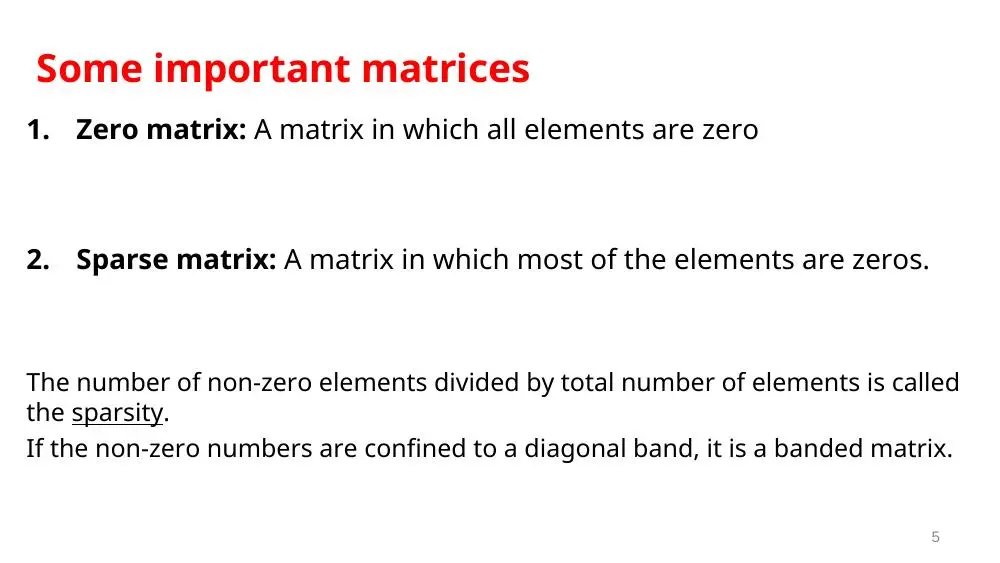 Some important matrices
1. Zero matrix: A matrix in which all elements are zero
2. Sparse matrix: A matrix in which most of the elements are zeros.
The number of non-zero elements divided by total number of elements is called
the sparsity.
If the non-zero numbers are confined to a diagonal band, it is a banded matrix.
5